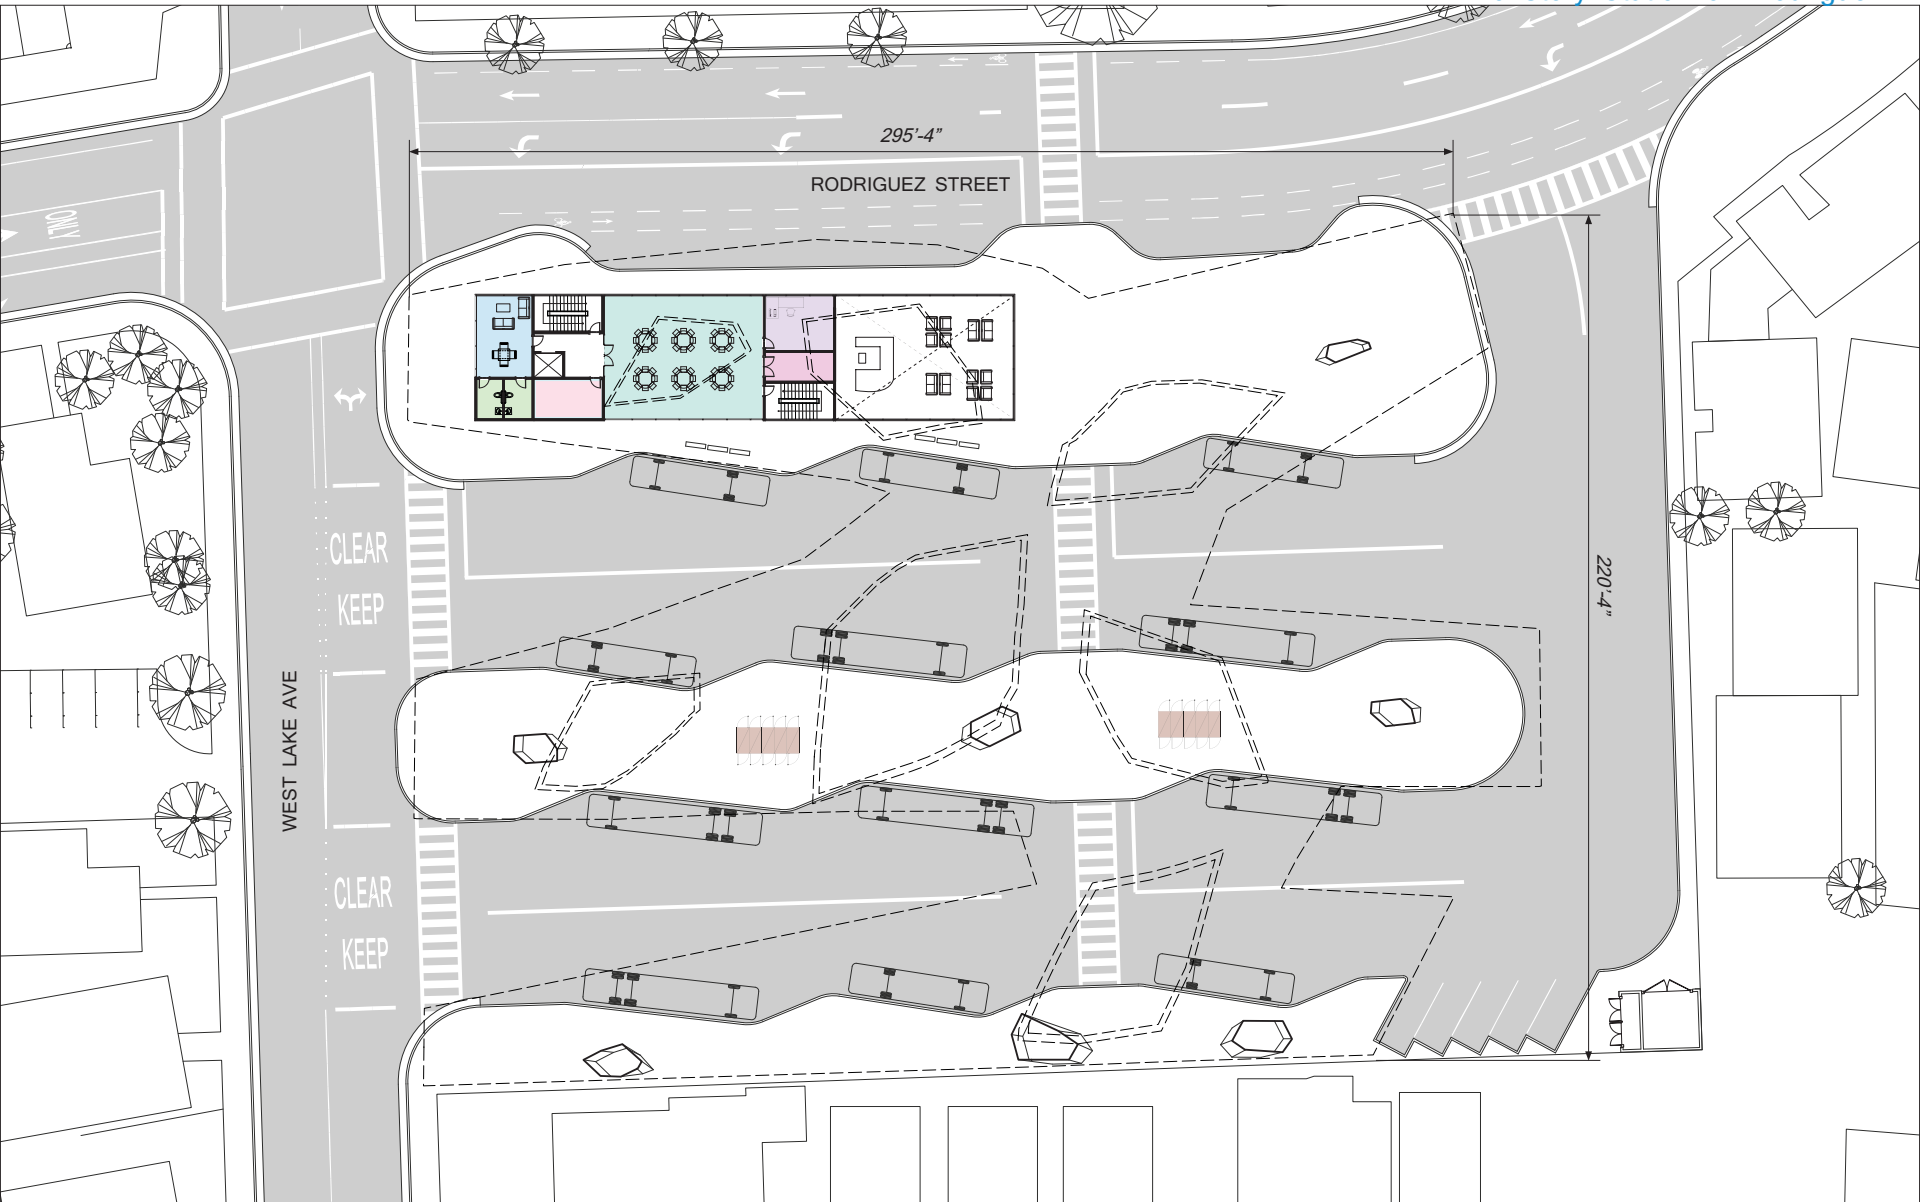 295'-4"
RODRIGUEZ STREET
ONLY
220'-4"
CLEAR
KEEP
WEST LAKE AVE
CLEAR
KEEP